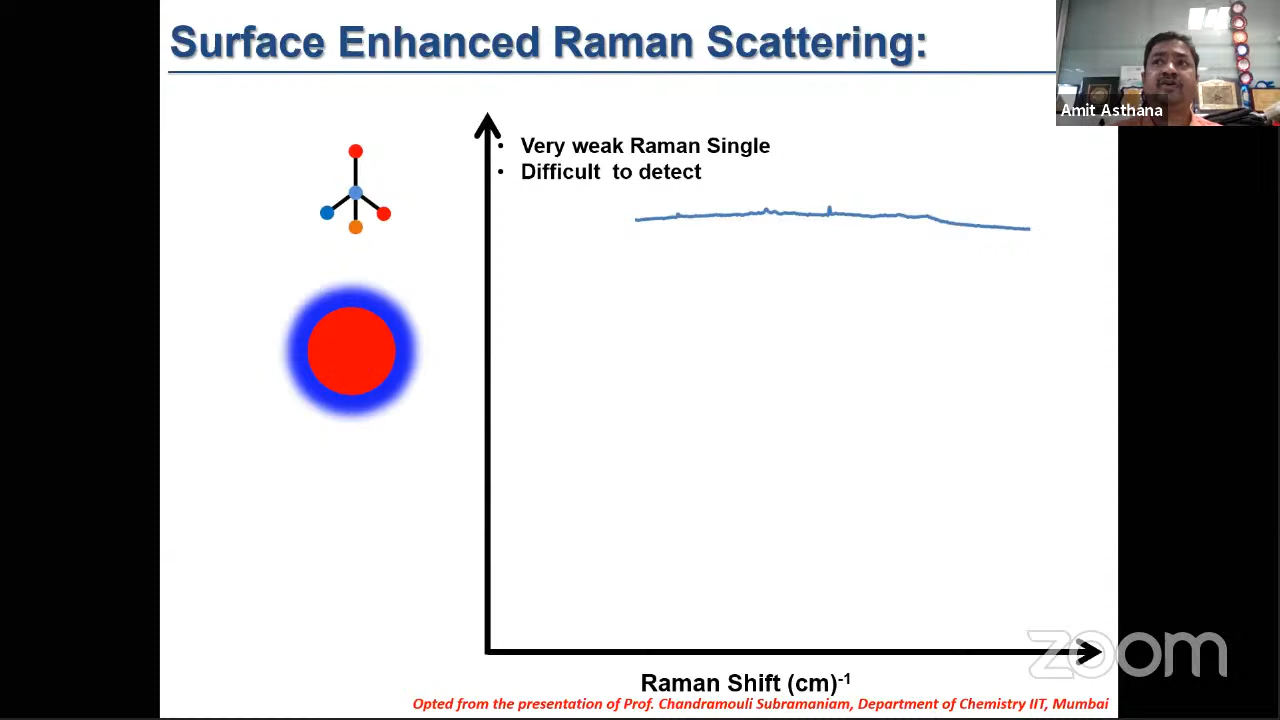 Surface Enhanced Raman Scattering:
Amit Asthana
• Very weak Raman Single
• Difficult to detect
zoom
Raman Shift (cm)-1
Opted from the presentation of Prof. Chandramouli Subramaniam, Department of Chemistry IIT, Mumbai